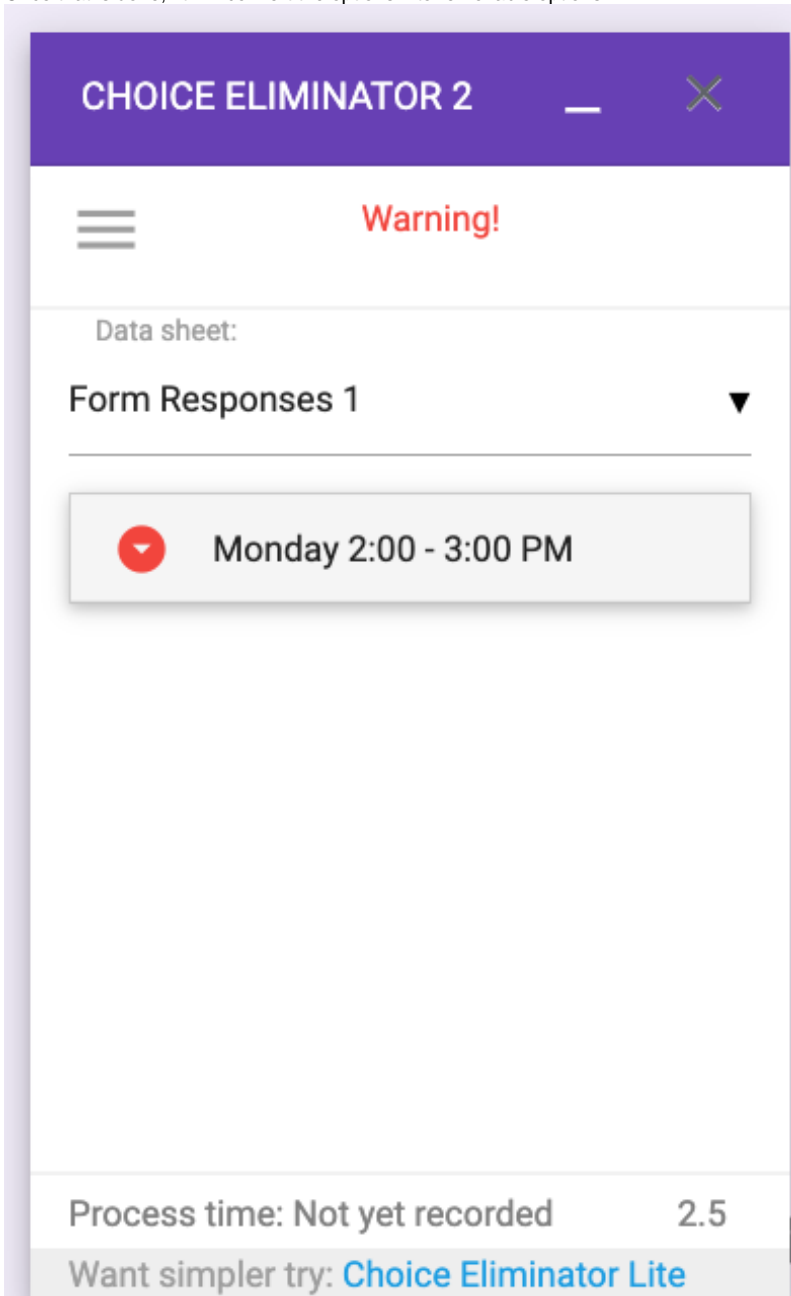 CHOICE ELIMINATOR 2
Warning!
Data sheet:
Form Responses 1
Monday 2:00 - 3:00 PM
Process time: Not yet recorded 2.5
Want simpler try: Choice Eliminator Lite